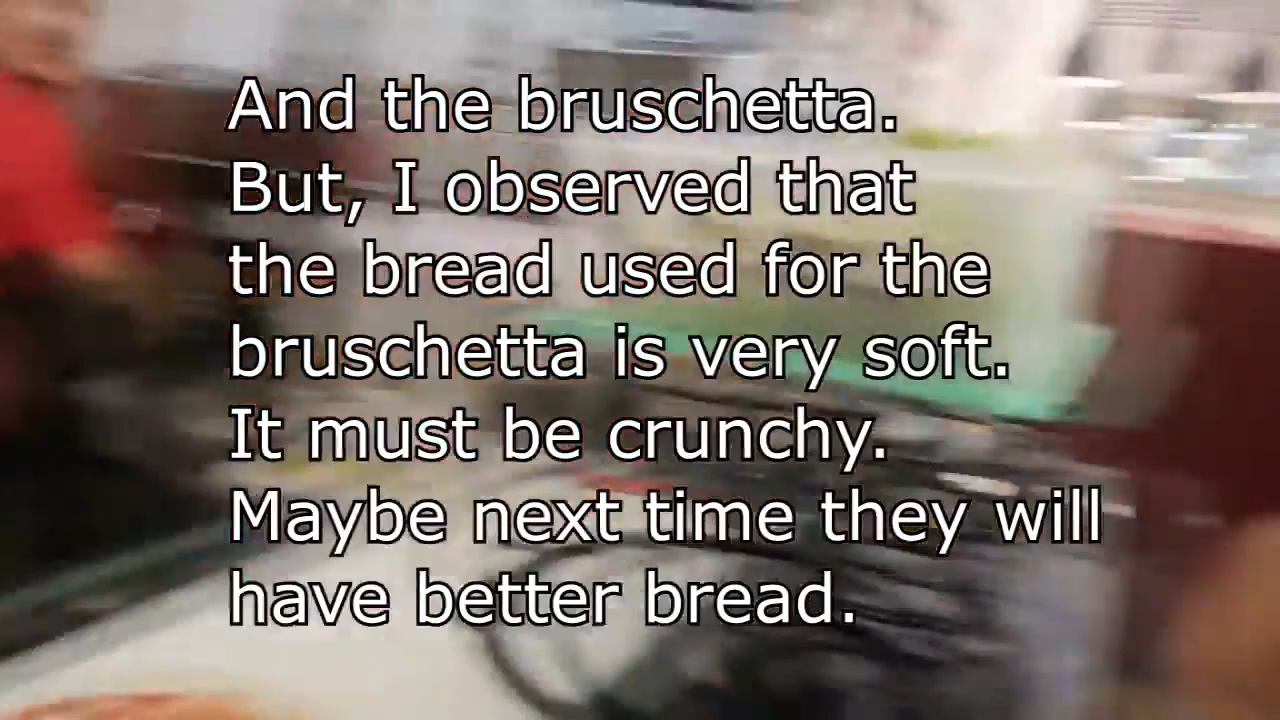 And the bruschetta.
But, I observed that
the bread used for the
bruschetta is very soft.
It must be crunchy.
Maybe next time they will
have better bread.